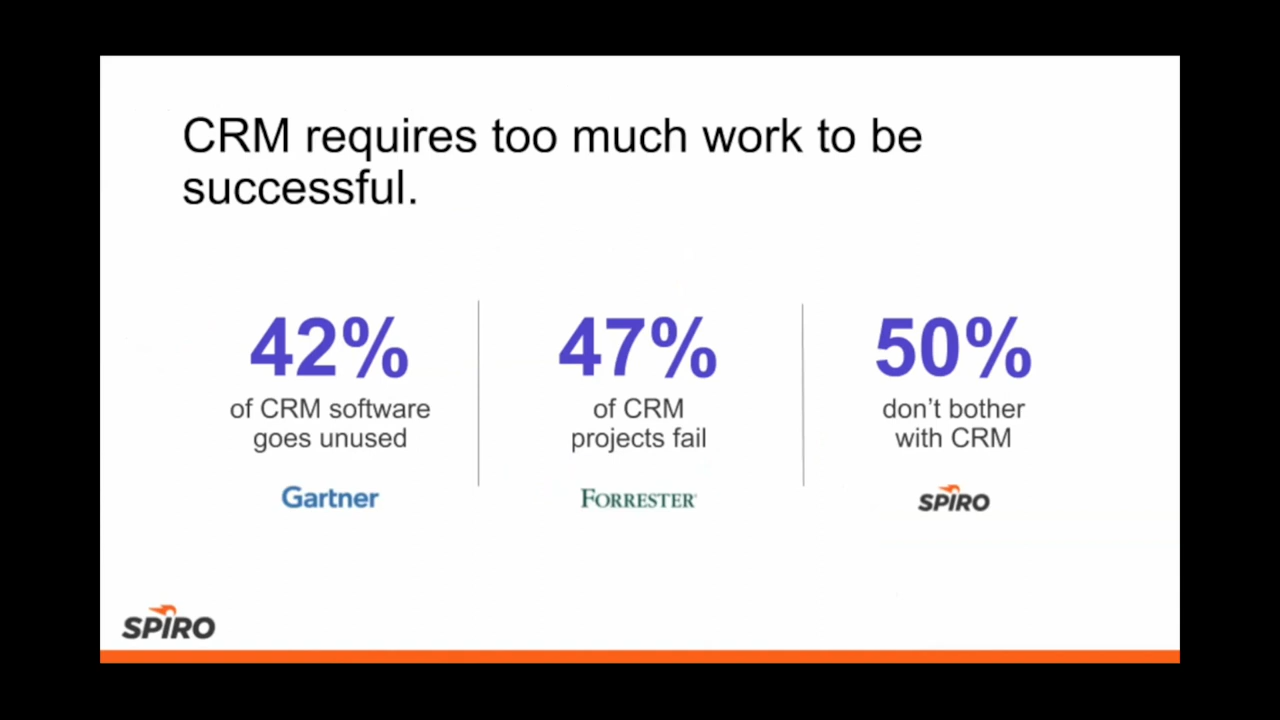 CRM requires too much work to be
successful.
42%
of CRM software
goes unused
Gartner
47%
of CRM
projects fail
FORRESTER
50%
don't bother
with CRM
SPIRO
SPIRO